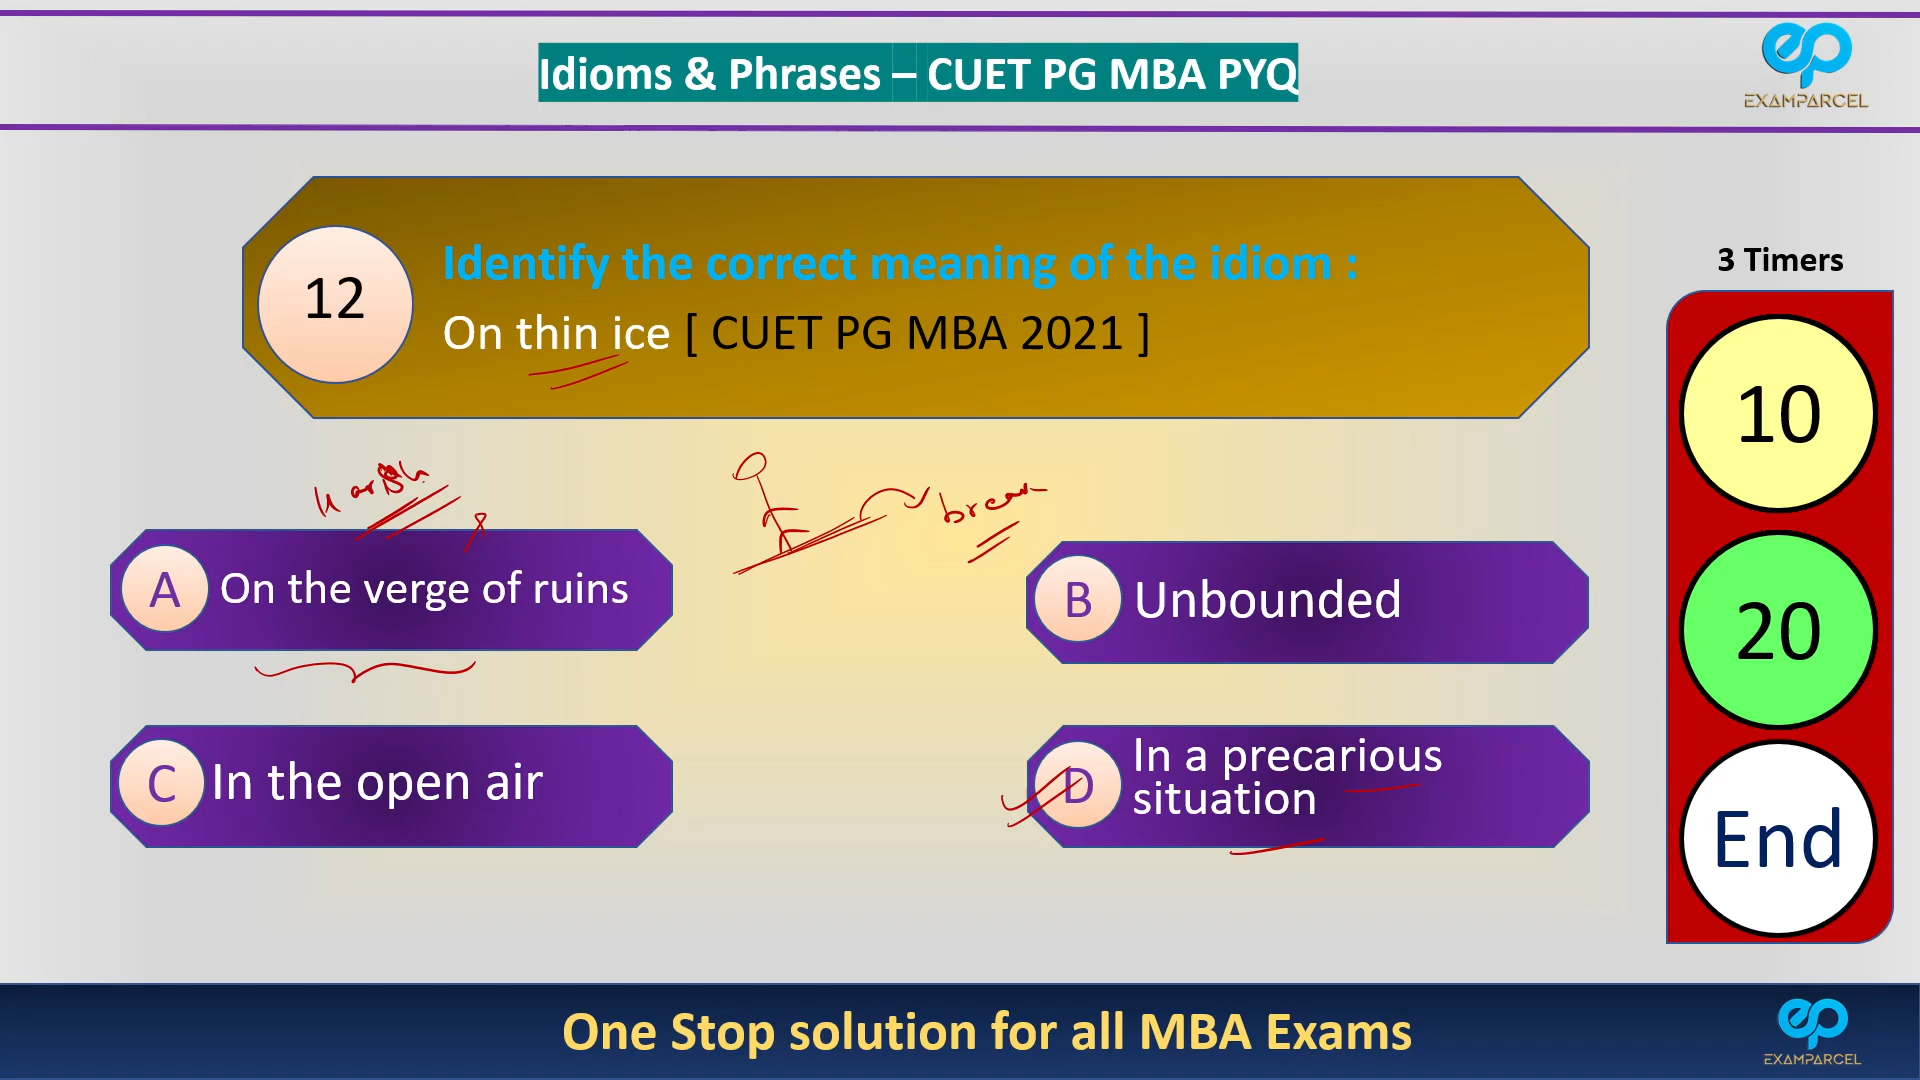 Idioms & Phrases – CUET PG MBA PYQ
EXAMPARCEL
12
Identify the correct meaning of the idiom :
On thin ice [ CUET PG MBA 2021 ]
3 Timers
10
20
End
harsh
break
A On the verge of ruins
B Unbounded
C In the open air
D In a precarious
situation
One Stop solution for all MBA Exams
EXAMPARCEL